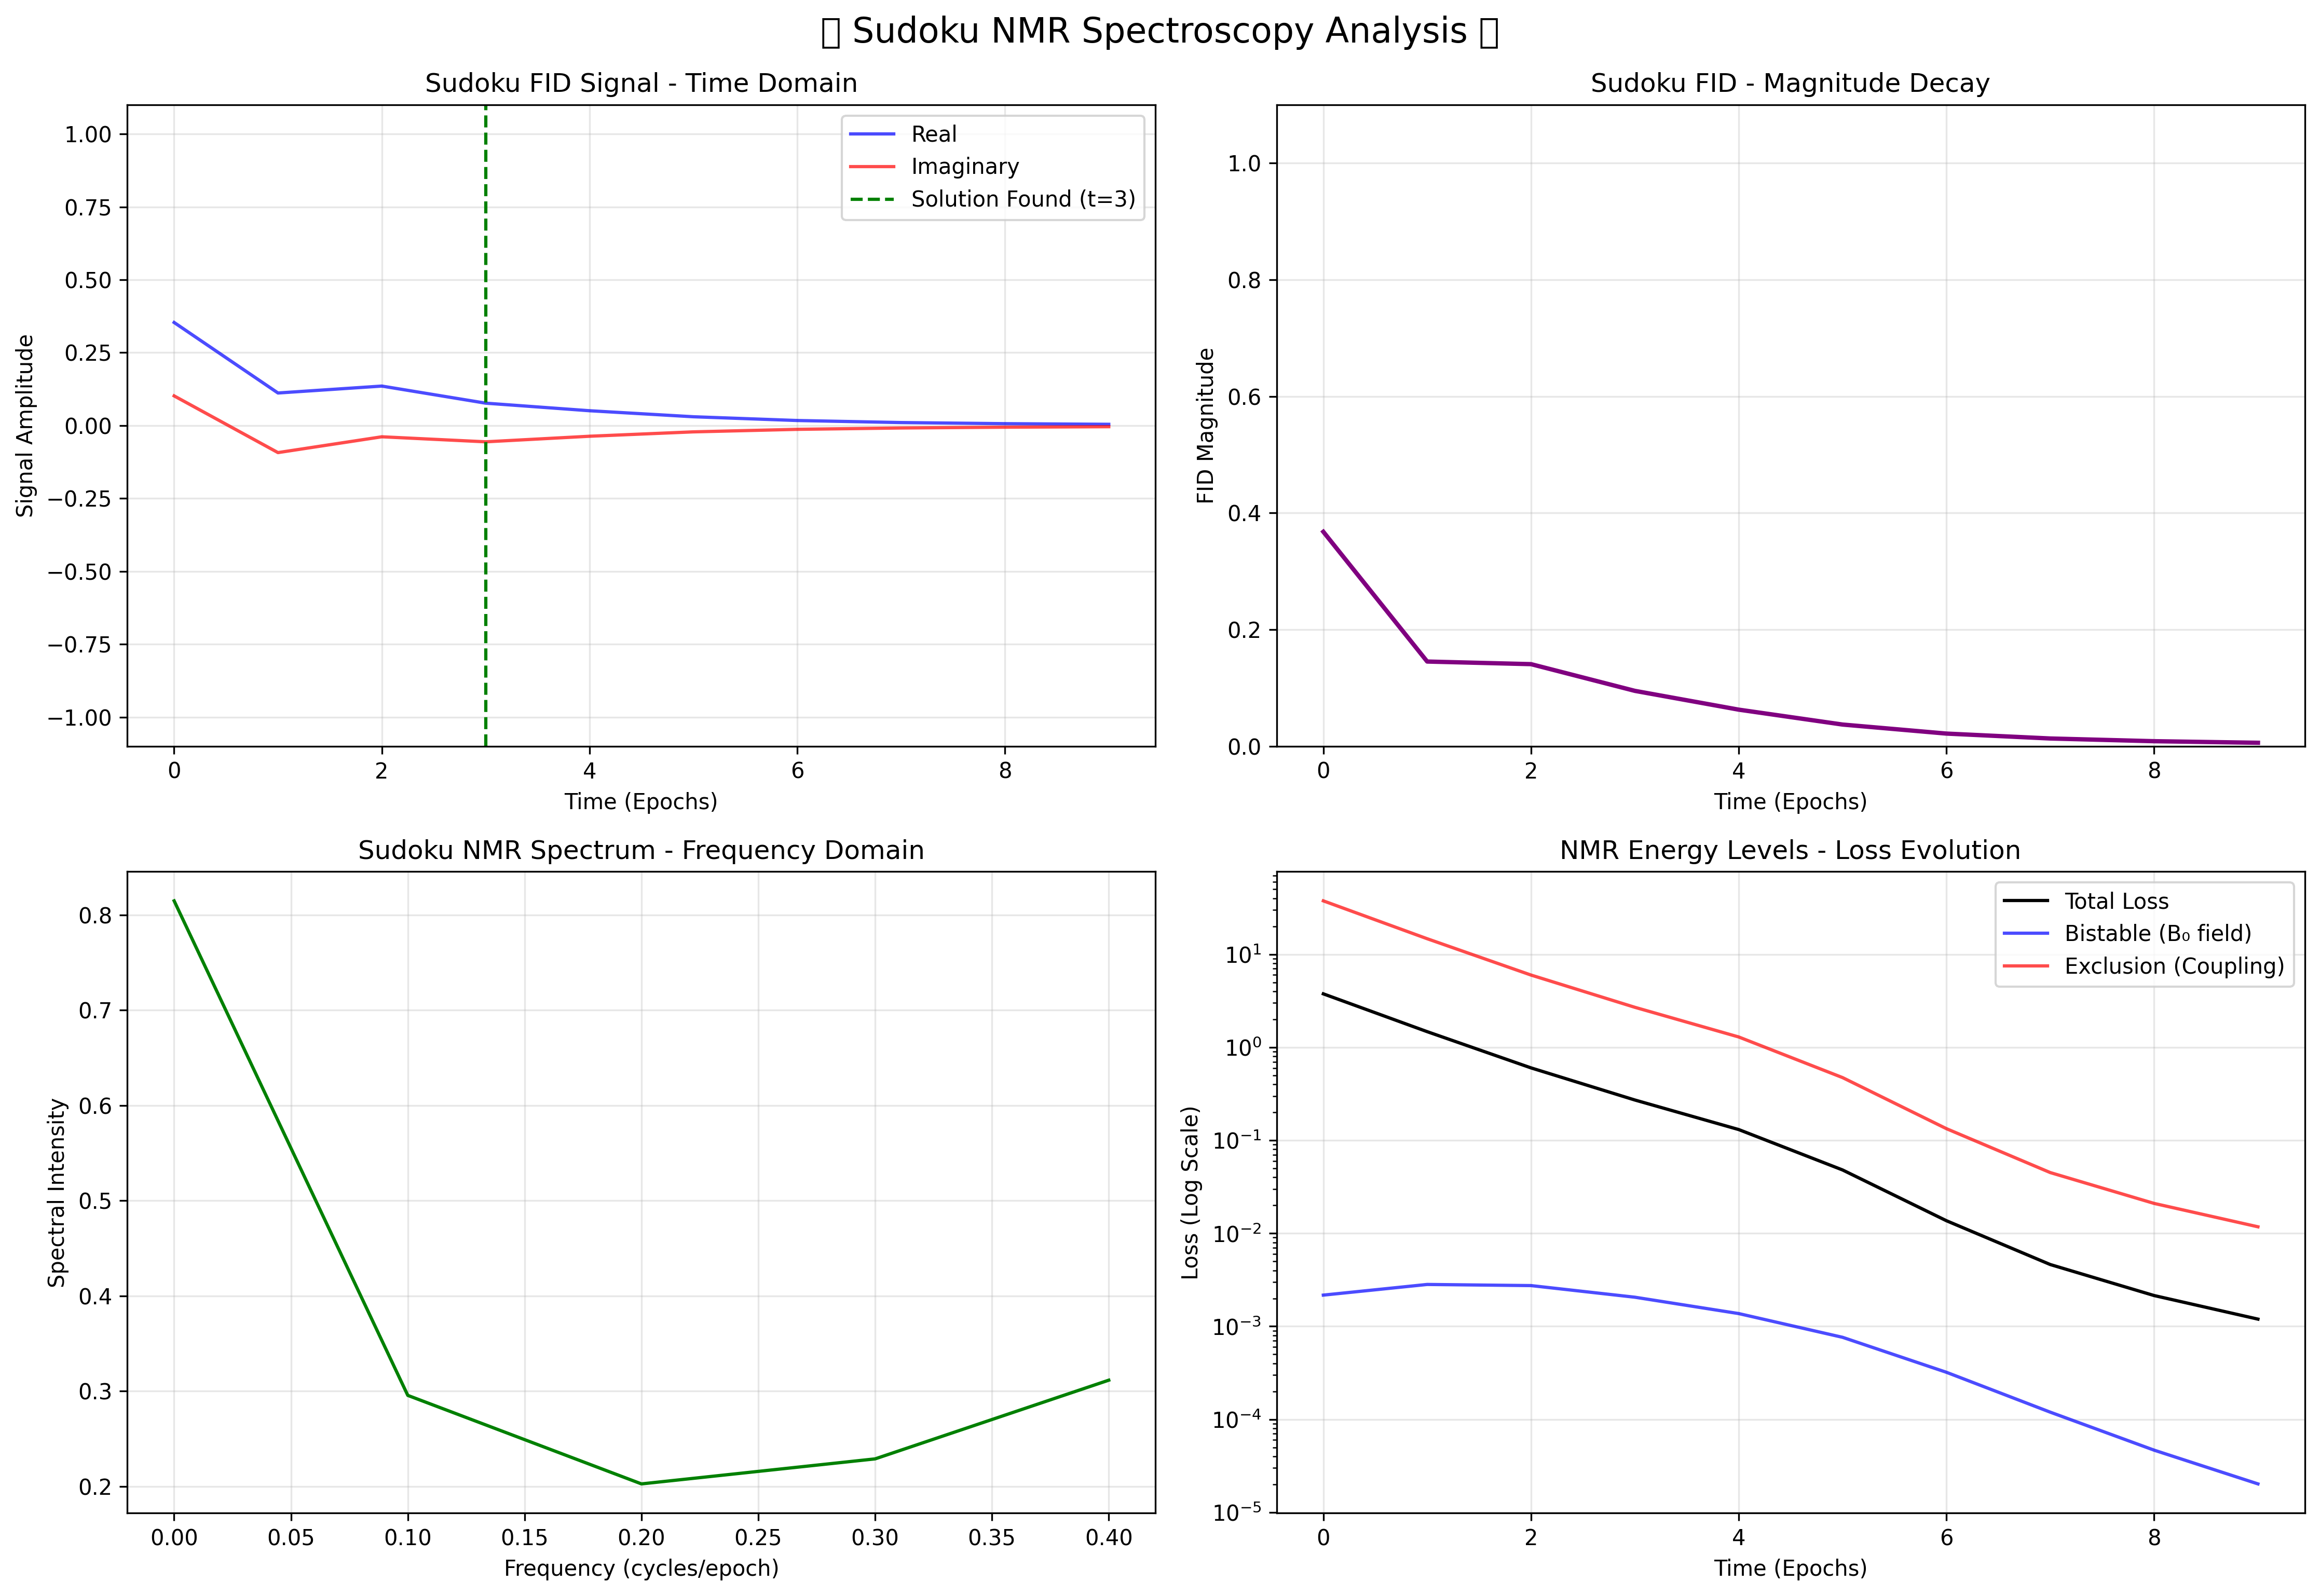 ▯ Sudoku NMR Spectroscopy Analysis ▯
Sudoku FID Signal - Time Domain
1.00
0.75
0.50
0.25
0.00
−0.25
−0.50
−0.75
−1.00
Signal Amplitude
Real
Imaginary
Solution Found (t=3)
0 2 4 6 8
Time (Epochs)
Sudoku FID - Magnitude Decay
1.0
0.8
0.6
0.4
0.2
0.0
FID Magnitude
0 2 4 6 8
Time (Epochs)
Sudoku NMR Spectrum - Frequency Domain
0.8
0.7
0.6
0.5
0.4
0.3
0.2
Spectral Intensity
0.00 0.05 0.10 0.15 0.20 0.25 0.30 0.35 0.40
Frequency (cycles/epoch)
NMR Energy Levels - Loss Evolution
10¹
10⁰
10⁻¹
10⁻²
10⁻³
10⁻⁴
10⁻⁵
Loss (Log Scale)
Total Loss
Bistable (B₀ field)
Exclusion (Coupling)
0 2 4 6 8
Time (Epochs)